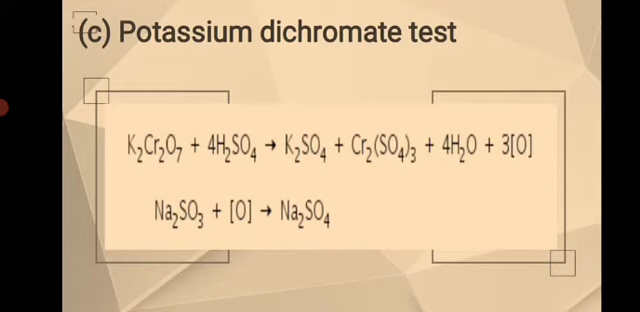 (c) Potassium dichromate test
K₂Cr₂O₇ + 4H₂SO₄ → K₂SO₄ + Cr₂(SO₄)₃ + 4H₂O + 3[O]
Na₂SO₃ + [O] → Na₂SO₄